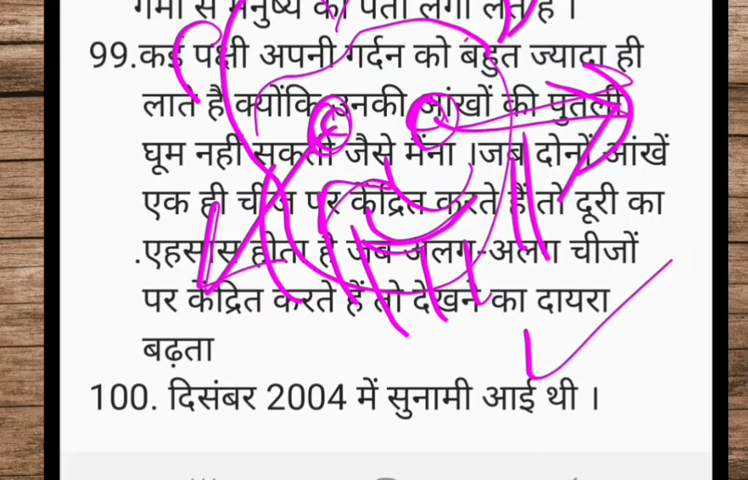 गर्मी से मनुष्य का पता लगा लेते हैं ।
99.कई पक्षी अपनी गर्दन को बहुत ज्यादा ही
लाते है क्योंकि उनकी आंखों की पुतली
घूम नही सकती जैसे मेंना ।जब दोनों आंखें
एक ही चीज पर केंद्रित करते हैं तो दूरी का
.एहसास होता है जब अलग-अलग चीजों
पर केंद्रित करते हैं तो देखने का दायरा
बढ़ता
100. दिसंबर 2004 में सुनामी आई थी ।